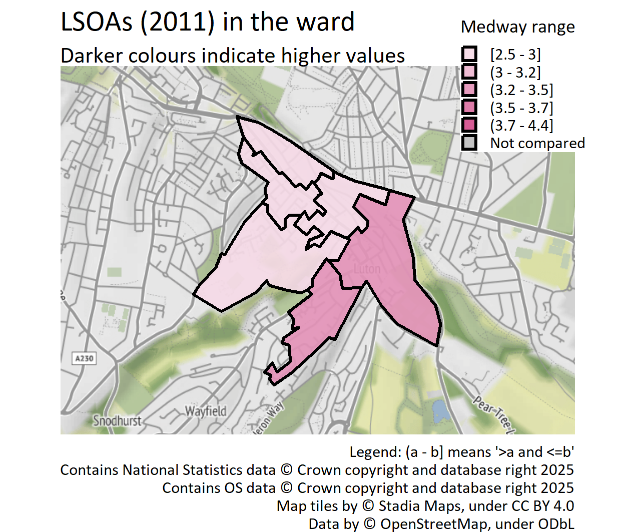 LSOAs (2011) in the ward
Darker colours indicate higher values
Medway range
[2.5 - 3]
(3 - 3.2]
(3.2 - 3.5]
(3.5 - 3.7]
(3.7 - 4.4]
Not compared
Luton
A230
Snodhurst
Wayfield
Way
Pear-Tree-L
Legend: (a - b] means '>a and <=b'
Contains National Statistics data © Crown copyright and database right 2025
Contains OS data © Crown copyright and database right 2025
Map tiles by © Stadia Maps, under CC BY 4.0
Data by © OpenStreetMap, under ODbL